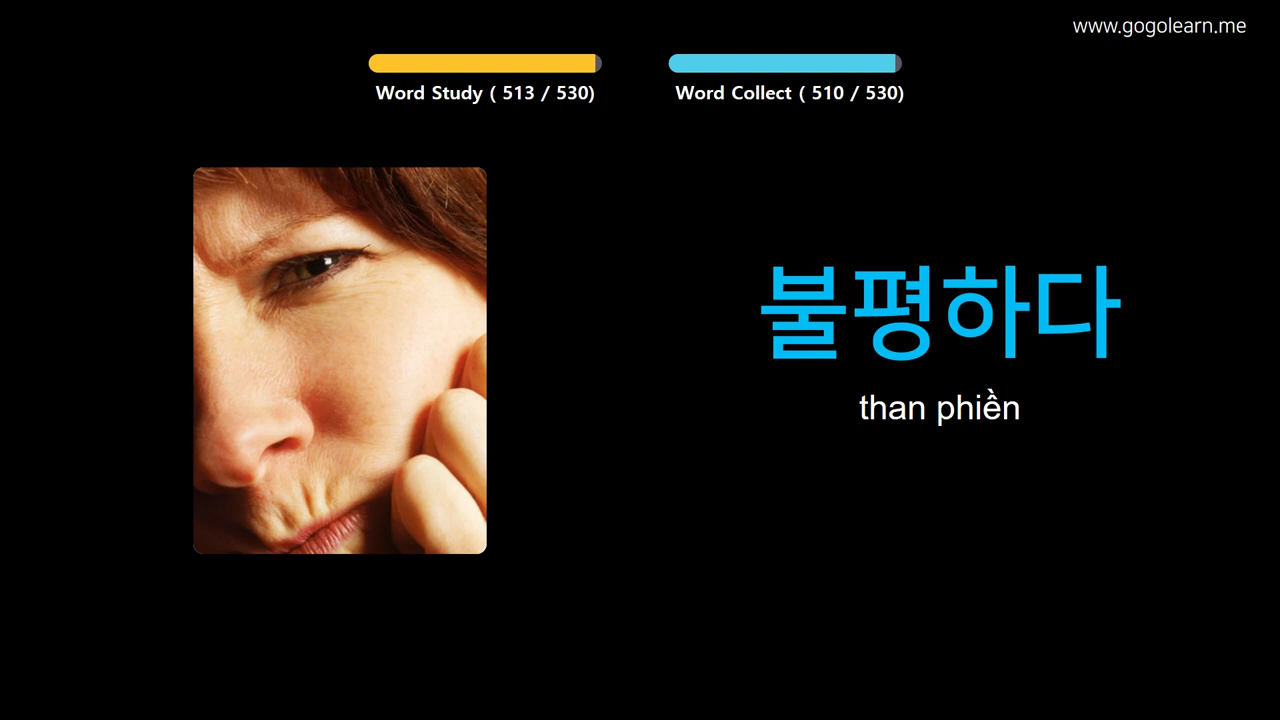 www.gogolearn.me
Word Study ( 513 / 530)
Word Collect ( 510 / 530)
불평하다
than phiền